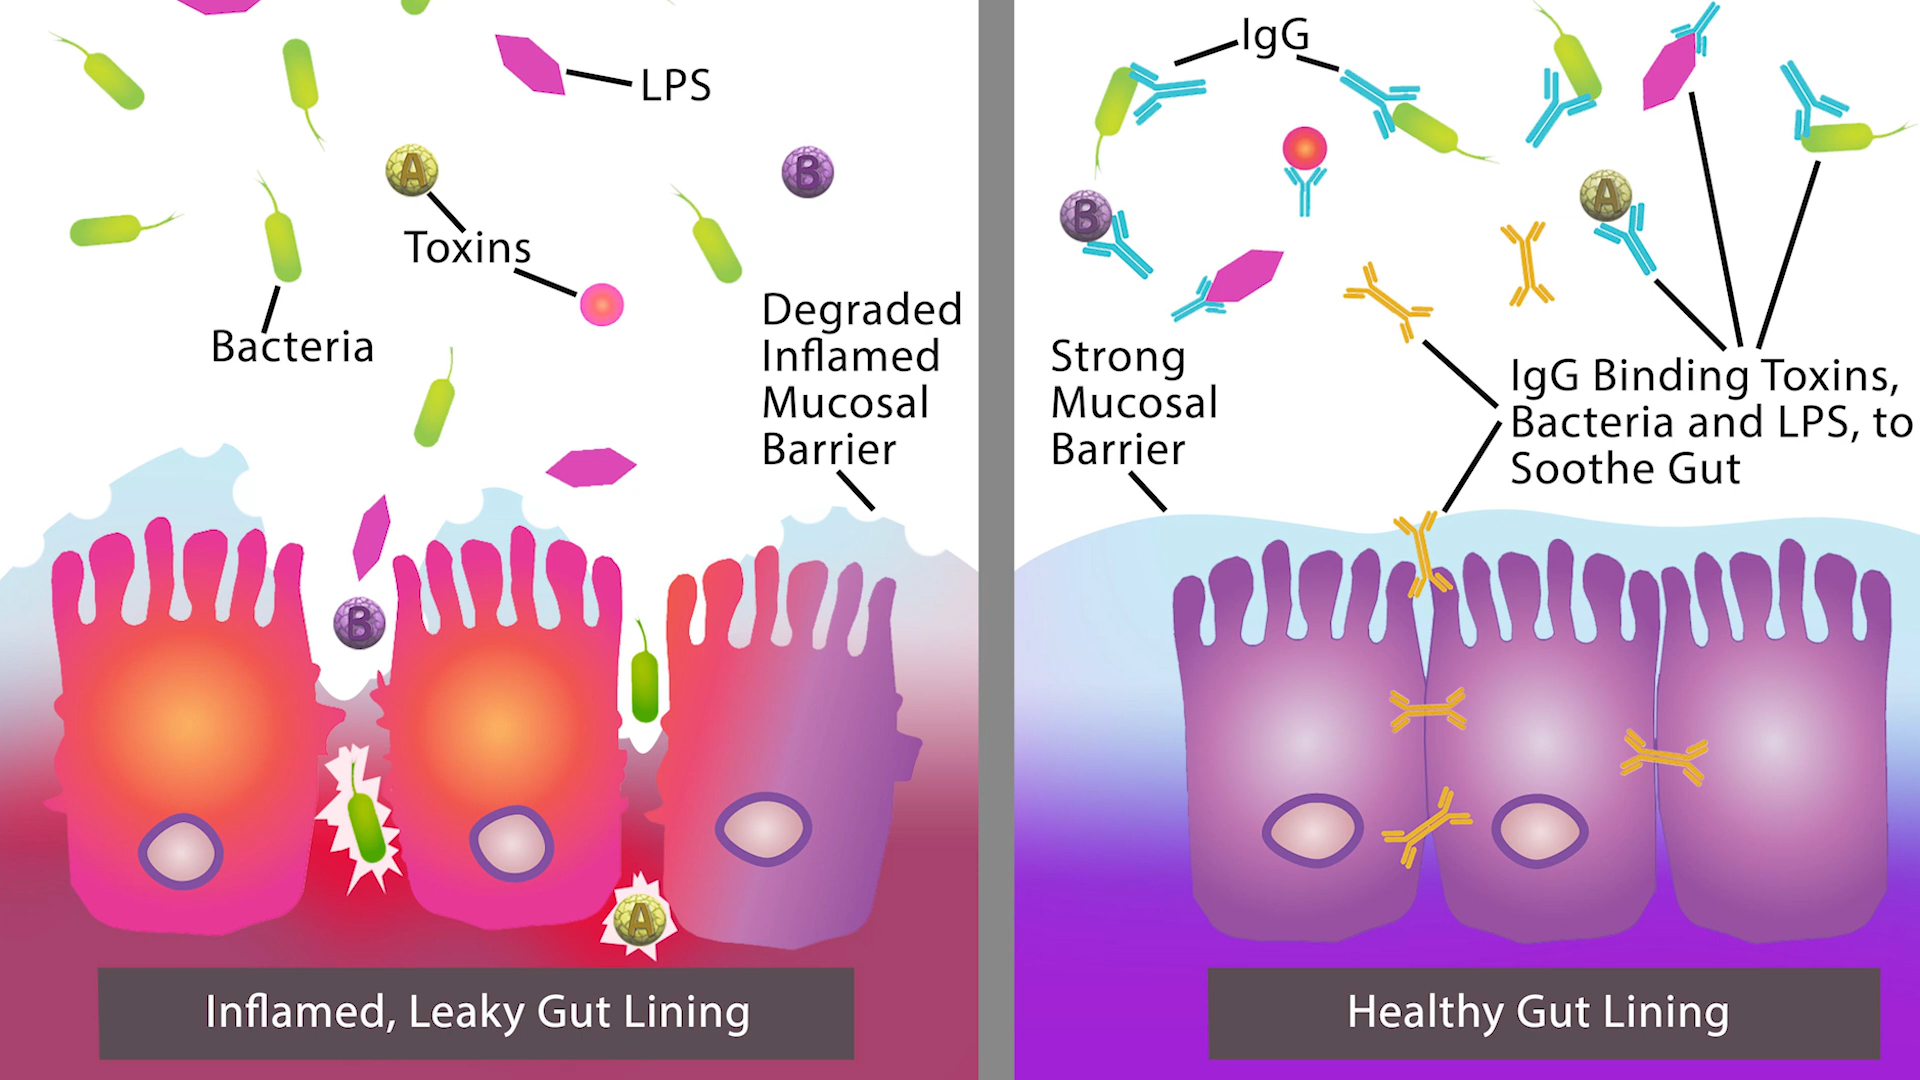 LPS
A
B
Toxins
Bacteria
Degraded
Inflamed
Mucosal
Barrier
B
A
Inflamed, Leaky Gut Lining
IgG
B
A
Strong
Mucosal
Barrier
IgG Binding Toxins,
Bacteria and LPS, to
Soothe Gut
Healthy Gut Lining